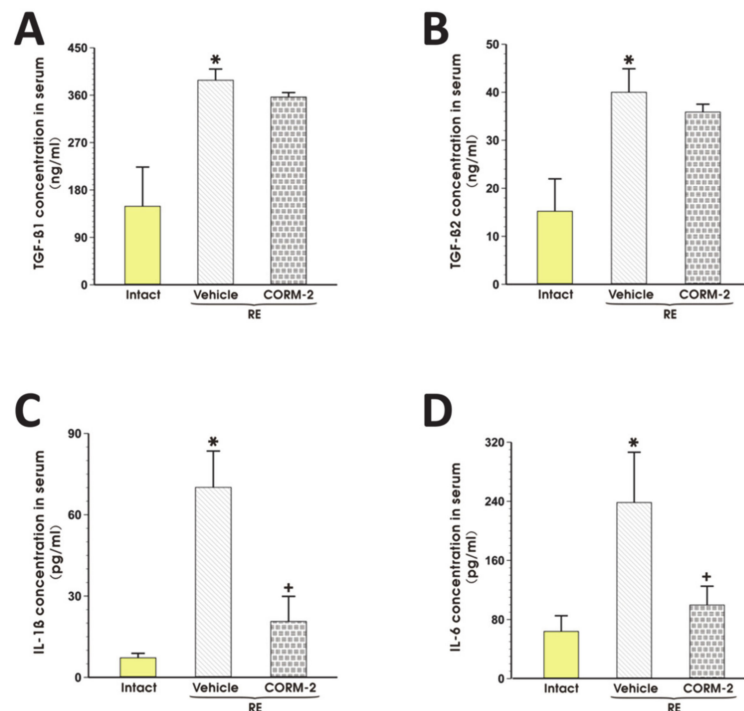 A
TGF-ß1 concentration in serum
(ng/ml)
450
360
270
180
90
0
*
Intact
Vehicle
CORM-2
RE
B
TGF-ß2 concentration in serum
(ng/ml)
50
40
30
20
10
0
*
Intact
Vehicle
CORM-2
RE
C
IL-1ß concentration in serum
(pg/ml)
90
60
30
0
*
+
Intact
Vehicle
CORM-2
RE
D
IL-6 concentration in serum
(pg/ml)
320
240
160
80
0
*
+
Intact
Vehicle
CORM-2
RE